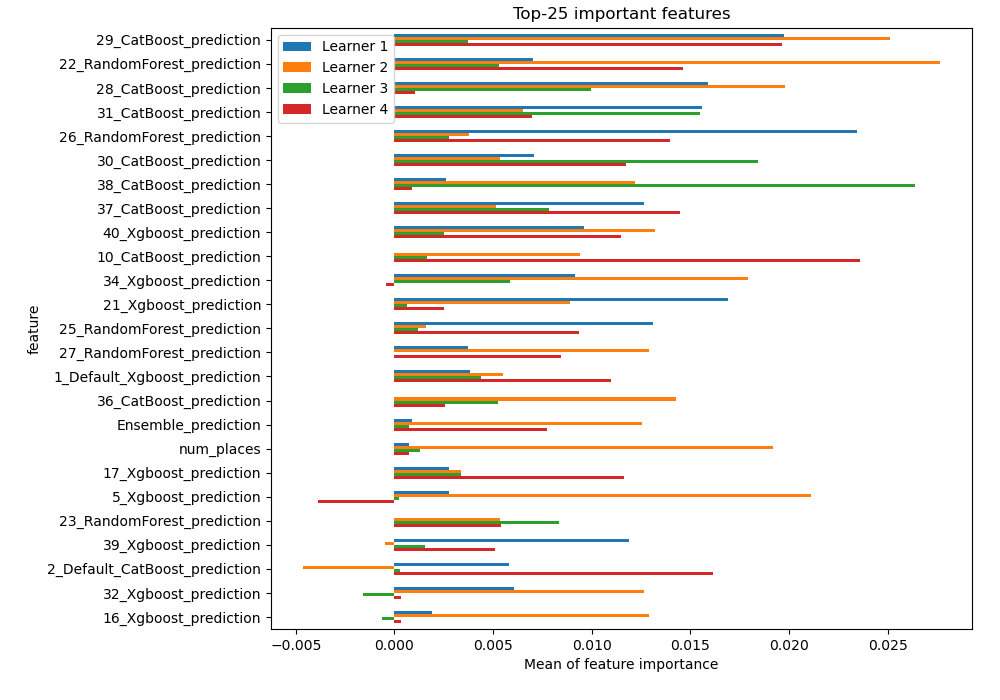 Top-25 important features
Learner 1
Learner 2
Learner 3
Learner 4
feature
29_CatBoost_prediction
22_RandomForest_prediction
28_CatBoost_prediction
31_CatBoost_prediction
26_RandomForest_prediction
30_CatBoost_prediction
38_CatBoost_prediction
37_CatBoost_prediction
40_Xgboost_prediction
10_CatBoost_prediction
34_Xgboost_prediction
21_Xgboost_prediction
25_RandomForest_prediction
27_RandomForest_prediction
1_Default_Xgboost_prediction
36_CatBoost_prediction
Ensemble_prediction
num_places
17_Xgboost_prediction
5_Xgboost_prediction
23_RandomForest_prediction
39_Xgboost_prediction
2_Default_CatBoost_prediction
32_Xgboost_prediction
16_Xgboost_prediction
−0.005 0.000 0.005 0.010 0.015 0.020 0.025
Mean of feature importance